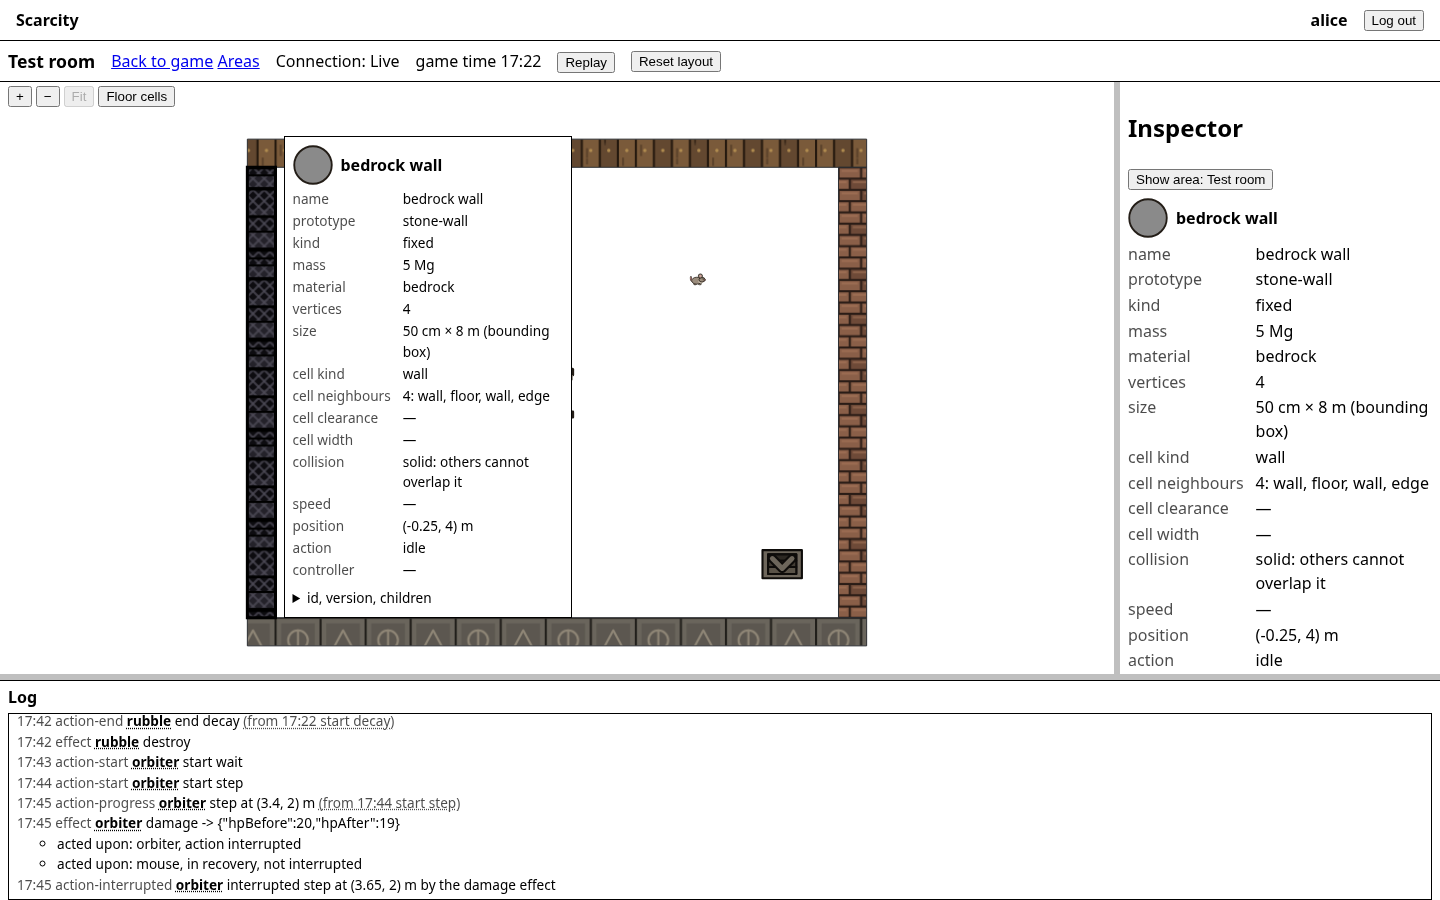 Scarcity alice Log out
Test room Back to game Areas Connection: Live game time 17:22 Replay Reset layout
+ − Fit Floor cells
bedrock wall
name bedrock wall
prototype stone-wall
kind fixed
mass 5 Mg
material bedrock
vertices 4
size 50 cm × 8 m (bounding
box)
cell kind wall
cell neighbours 4: wall, floor, wall, edge
cell clearance —
cell width —
collision solid: others cannot
overlap it
speed —
position (-0.25, 4) m
action idle
controller —
▶ id, version, children
Inspector
Show area: Test room
bedrock wall
name bedrock wall
prototype stone-wall
kind fixed
mass 5 Mg
material bedrock
vertices 4
size 50 cm × 8 m (bounding
box)
cell kind wall
cell neighbours 4: wall, floor, wall, edge
cell clearance —
cell width —
collision solid: others cannot
overlap it
speed —
position (-0.25, 4) m
action idle
Log
17:42 action-end rubble end decay (from 17:22 start decay)
17:42 effect rubble destroy
17:43 action-start orbiter start wait
17:44 action-start orbiter start step
17:45 action-progress orbiter step at (3.4, 2) m (from 17:44 start step)
17:45 effect orbiter damage -> {"hpBefore":20,"hpAfter":19}
acted upon: orbiter, action interrupted
acted upon: mouse, in recovery, not interrupted
17:45 action-interrupted orbiter interrupted step at (3.65, 2) m by the damage effect